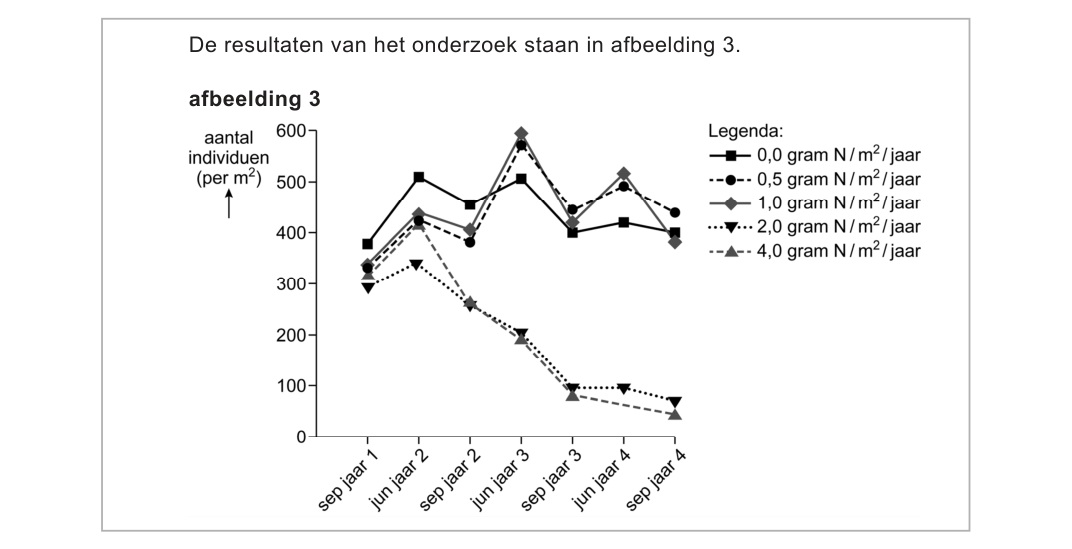 De resultaten van het onderzoek staan in afbeelding 3.
afbeelding 3
aantal
individuen
(per m²)
600
500
400
300
200
100
0
sep jaar 1
jun jaar 2
sep jaar 2
jun jaar 3
sep jaar 3
jun jaar 4
sep jaar 4
Legenda:
0,0 gram N/m²/jaar
0,5 gram N/m²/jaar
1,0 gram N/m²/jaar
2,0 gram N/m²/jaar
4,0 gram N/m²/jaar